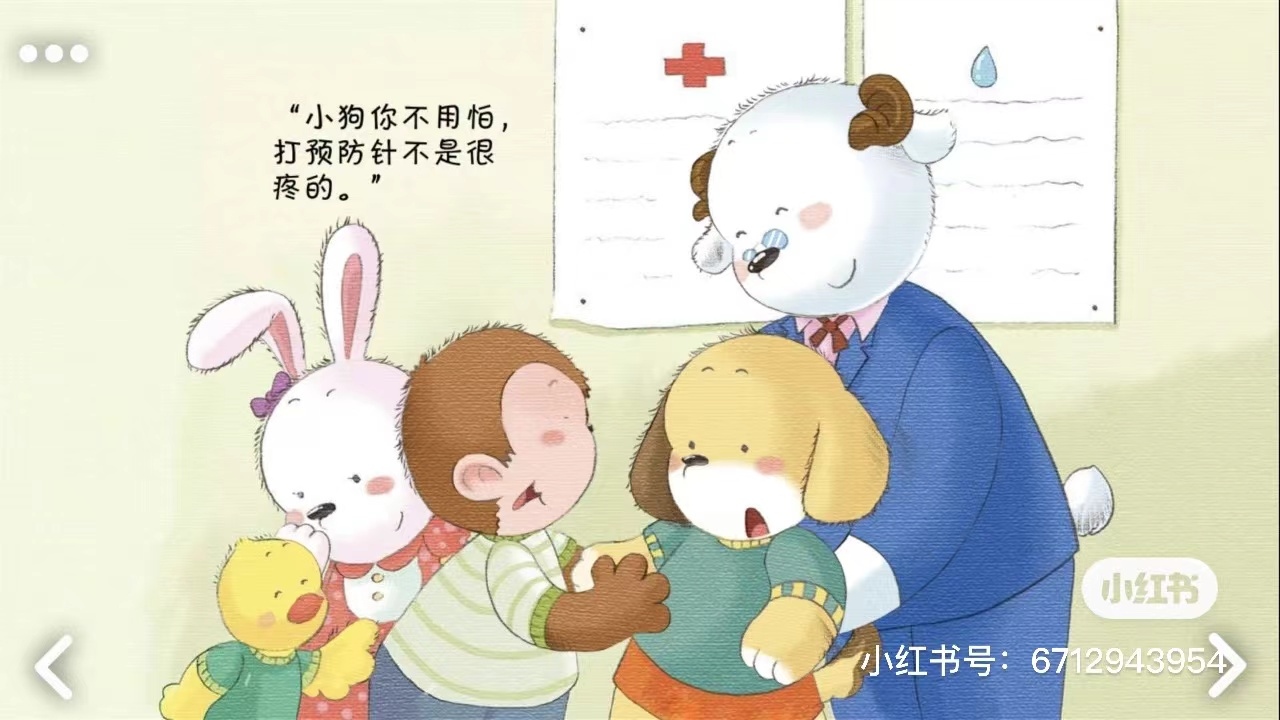 “小狗你不用怕，
打预防针不是很
疼的。”
小红书
小红书号：6712943954